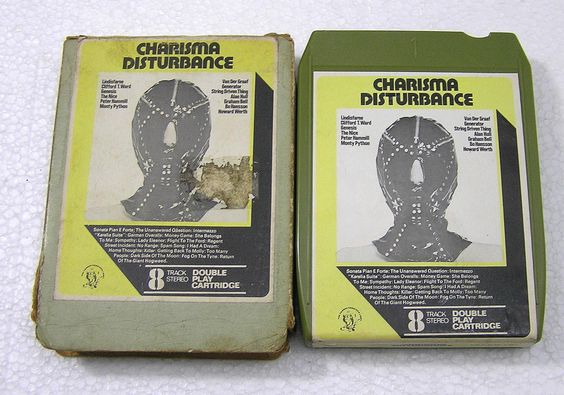 CHARISMA
DISTURBANCE
Lindisfarne
Clifford T. Ward
Genesis
The Nice
Peter Hammill
Monty Python
Van Der Graaf
Generator
String Driven Thing
Alan Hull
Graham Bell
Bo Hansson
Howard Werth
Sonata Pian E Forte; The Unanswered Question; Intermezzo
"Karelia Suite"; German Overalls; Money Game; She Belongs
To Me; Sympathy; Lady Eleanor; Flight To The Ford; Regent
Street Incident; No Range; Spam Song; I Had A Dream;
Home Thoughts; Killer; Getting Back To Molly; Too Many
People; Dark Side Of The Moon; Fog On The Tyne; Return
Of The Giant Hogweed.
8 TRACK STEREO
DOUBLE
PLAY
CARTRIDGE
CHARISMA
DISTURBANCE
Lindisfarne
Clifford T. Ward
Genesis
The Nice
Peter Hammill
Monty Python
Van Der Graaf
Generator
String Driven Thing
Alan Hull
Graham Bell
Bo Hansson
Howard Werth
Sonata Pian E Forte; The Unanswered Question; Intermezzo
"Karelia Suite"; German Overalls; Money Game; She Belongs
To Me; Sympathy; Lady Eleanor; Flight To The Ford; Regent
Street Incident; No Range; Spam Song; I Had A Dream;
Home Thoughts; Killer; Getting Back To Molly; Too Many
People; Dark Side Of The Moon; Fog On The Tyne; Return
Of The Giant Hogweed.
8 TRACK STEREO
DOUBLE
PLAY
CARTRIDGE